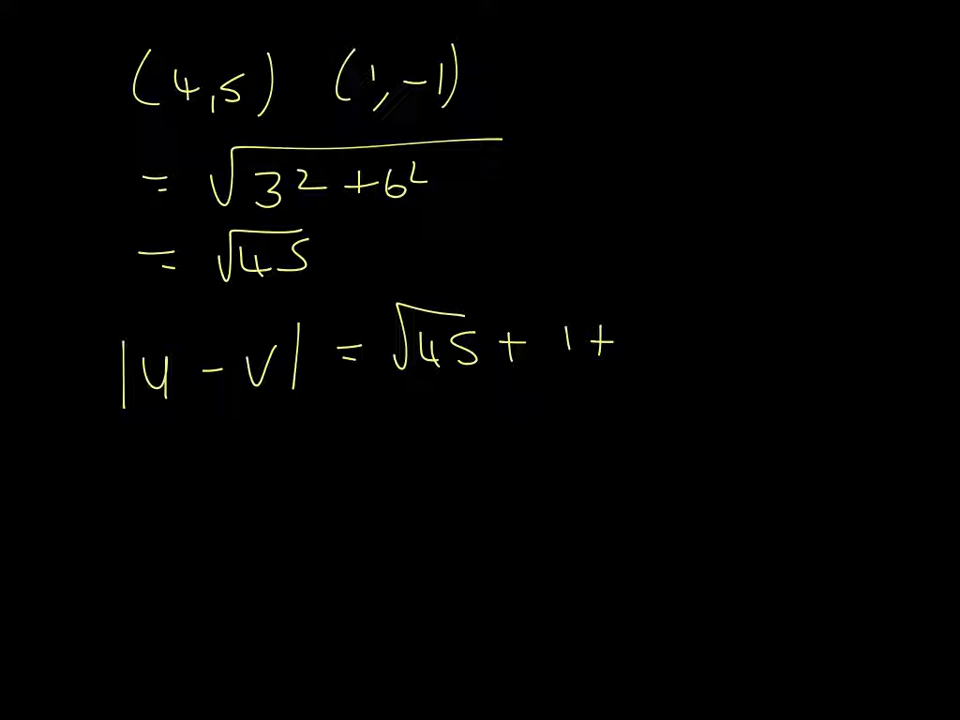 (4,5) (1,-1)
= √3² + 6²
= √45
|u - v| = √45 + 1 +